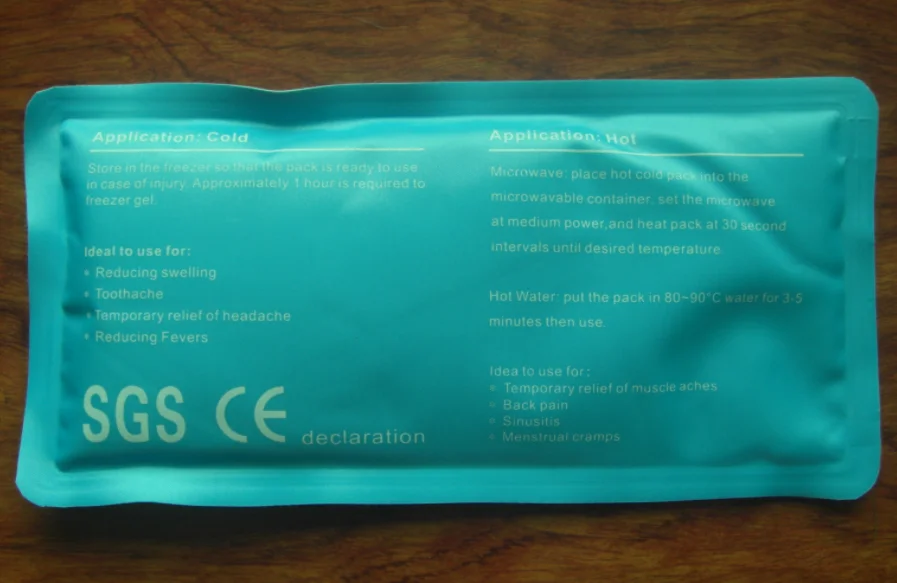 Application: Cold
Store in the freezer so that the pack is ready to use
in case of injury. Approximately 1 hour is required to
freezer gel.
Ideal to use for:
Reducing swelling
Toothache
Temporary relief of headache
Reducing Fevers
SGS CE declaration
Application: Hot
Microwave: place hot cold pack into the
microwavable container, set the microwave
at medium power,and heat pack at 30 second
intervals until desired temperature.
Hot Water: put the pack in 80~90°C water for 3-5
minutes then use.
Idea to use for:
Temporary relief of muscle aches
Back pain
Sinusitis
Menstrual cramps